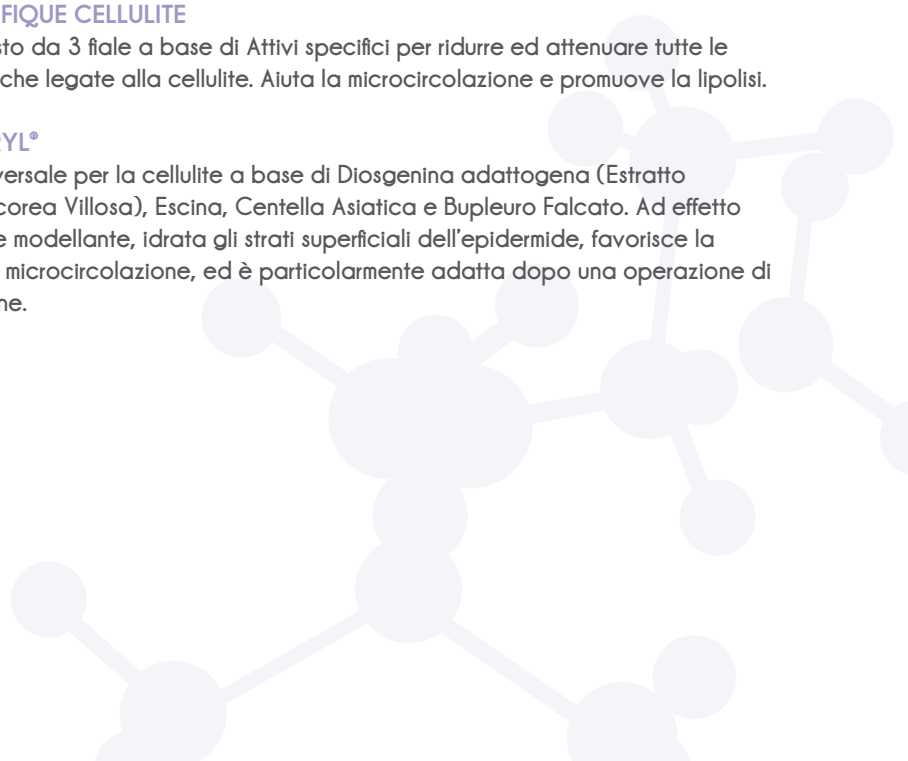 FIQUE CELLULITE
sto da 3 fiale a base di Attivi specifici per ridurre ed attenuare tutte le
che legate alla cellulite. Aiuta la microcircolazione e promuove la lipolisi.
RYL®
versale per la cellulite a base di Diosgenina adattogena (Estratto
corea Villosa), Escina, Centella Asiatica e Bupleuro Falcato. Ad effetto
e modellante, idrata gli strati superficiali dell'epidermide, favorisce la
microcircolazione, ed è particolarmente adatta dopo una operazione di
ne.